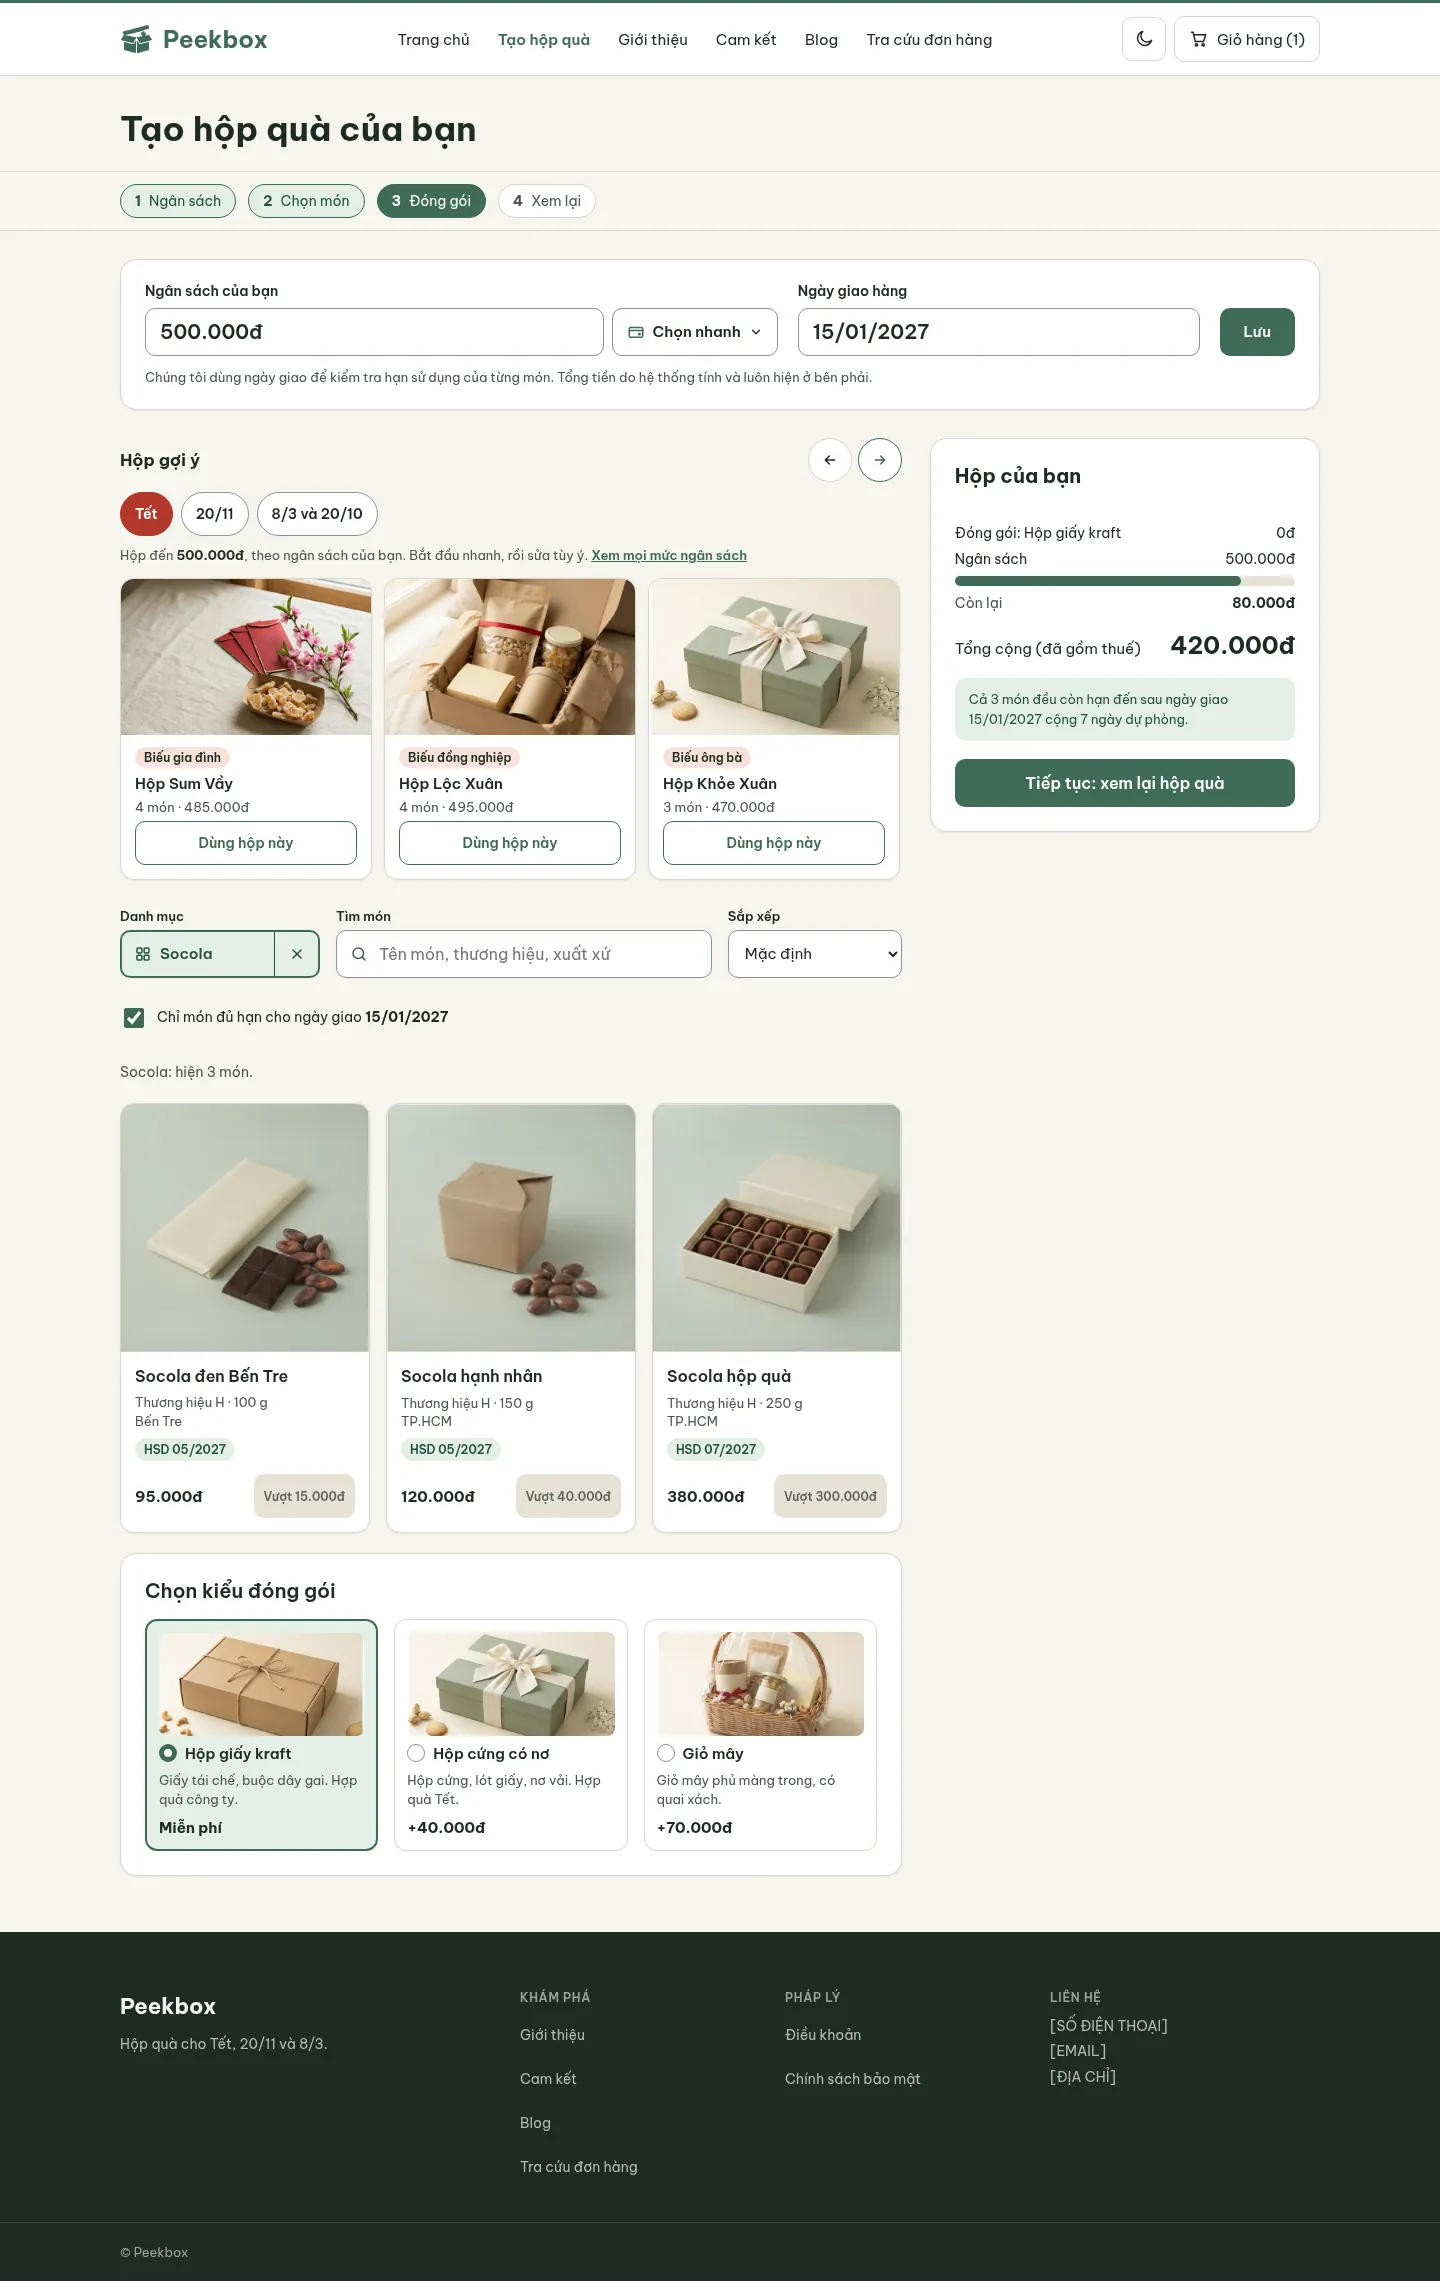 Peekbox
Trang chủ
Tạo hộp quà
Giới thiệu
Cam kết
Blog
Tra cứu đơn hàng
Giỏ hàng (1)
Tạo hộp quà của bạn
1 Ngân sách
2 Chọn món
3 Đóng gói
4 Xem lại
Ngân sách của bạn
500.000đ
Chọn nhanh
Ngày giao hàng
15/01/2027
Lưu
Chúng tôi dùng ngày giao để kiểm tra hạn sử dụng của từng món. Tổng tiền do hệ thống tính và luôn hiện ở bên phải.
Hộp gợi ý
Tết
20/11
8/3 và 20/10
Hộp đến 500.000đ, theo ngân sách của bạn. Bắt đầu nhanh, rồi sửa tùy ý. Xem mọi mức ngân sách
Biếu gia đình
Hộp Sum Vầy
4 món · 485.000đ
Dùng hộp này
Biếu đồng nghiệp
Hộp Lộc Xuân
4 món · 495.000đ
Dùng hộp này
Biếu ông bà
Hộp Khỏe Xuân
3 món · 470.000đ
Dùng hộp này
Hộp của bạn
Đóng gói: Hộp giấy kraft 0đ
Ngân sách 500.000đ
Còn lại 80.000đ
Tổng cộng (đã gồm thuế) 420.000đ
Cả 3 món đều còn hạn đến sau ngày giao
15/01/2027 cộng 7 ngày dự phòng.
Tiếp tục: xem lại hộp quà
Danh mục
Socola
Tìm món
Tên món, thương hiệu, xuất xứ
Sắp xếp
Mặc định
Chỉ món đủ hạn cho ngày giao 15/01/2027
Socola: hiện 3 món.
Socola đen Bến Tre
Thương hiệu H · 100 g
Bến Tre
HSD 05/2027
95.000đ
Vượt 15.000đ
Socola hạnh nhân
Thương hiệu H · 150 g
TP.HCM
HSD 05/2027
120.000đ
Vượt 40.000đ
Socola hộp quà
Thương hiệu H · 250 g
TP.HCM
HSD 07/2027
380.000đ
Vượt 300.000đ
Chọn kiểu đóng gói
Hộp giấy kraft
Giấy tái chế, buộc dây gai. Hợp
quà công ty.
Miễn phí
Hộp cứng có nơ
Hộp cứng, lót giấy, nơ vải. Hợp
quà Tết.
+40.000đ
Giỏ mây
Giỏ mây phủ màng trong, có
quai xách.
+70.000đ
Peekbox
Hộp quà cho Tết, 20/11 và 8/3.
KHÁM PHÁ
Giới thiệu
Cam kết
Blog
Tra cứu đơn hàng
PHÁP LÝ
Điều khoản
Chính sách bảo mật
LIÊN HỆ
[SỐ ĐIỆN THOẠI]
[EMAIL]
[ĐỊA CHỈ]
© Peekbox